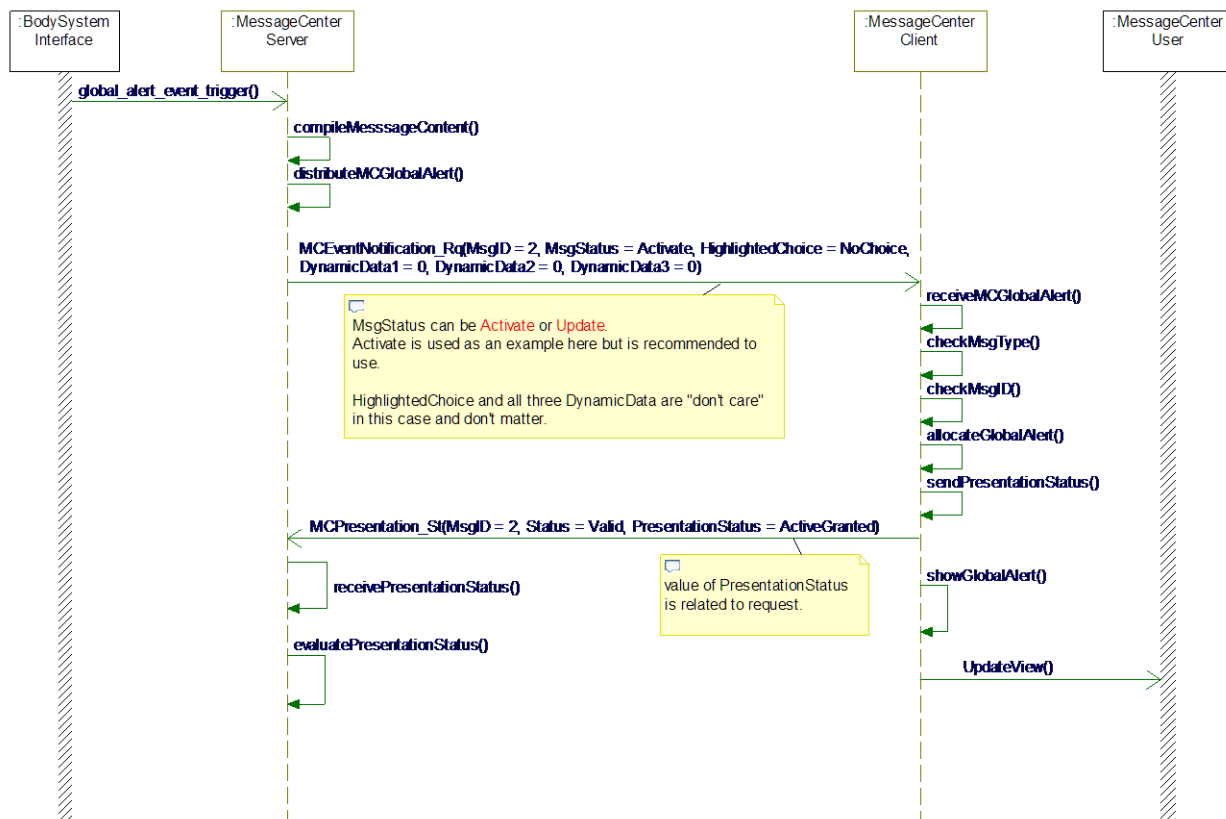 :BodySystem
Interface
:MessageCenter
Server
:MessageCenter
Client
:MessageCenter
User
global_alert_event_trigger()
compileMesssageContent()
distributeMCGlobalAlert()
MCEventNotification_Rq(MsgID = 2, MsgStatus = Activate, HighlightedChoice = NoChoice,
DynamicData1 = 0, DynamicData2 = 0, DynamicData3 = 0)
MsgStatus can be Activate or Update.
Activate is used as an example here but is recommended to
use.
HighlightedChoice and all three DynamicData are "don't care"
in this case and don't matter.
receiveMCGlobalAlert()
checkMsgType()
checkMsgID()
allocateGlobalAlert()
sendPresentationStatus()
MCPresentation_St(MsgID = 2, Status = Valid, PresentationStatus = ActiveGranted)
value of PresentationStatus
is related to request.
receivePresentationStatus()
showGlobalAlert()
evaluatePresentationStatus()
UpdateView()